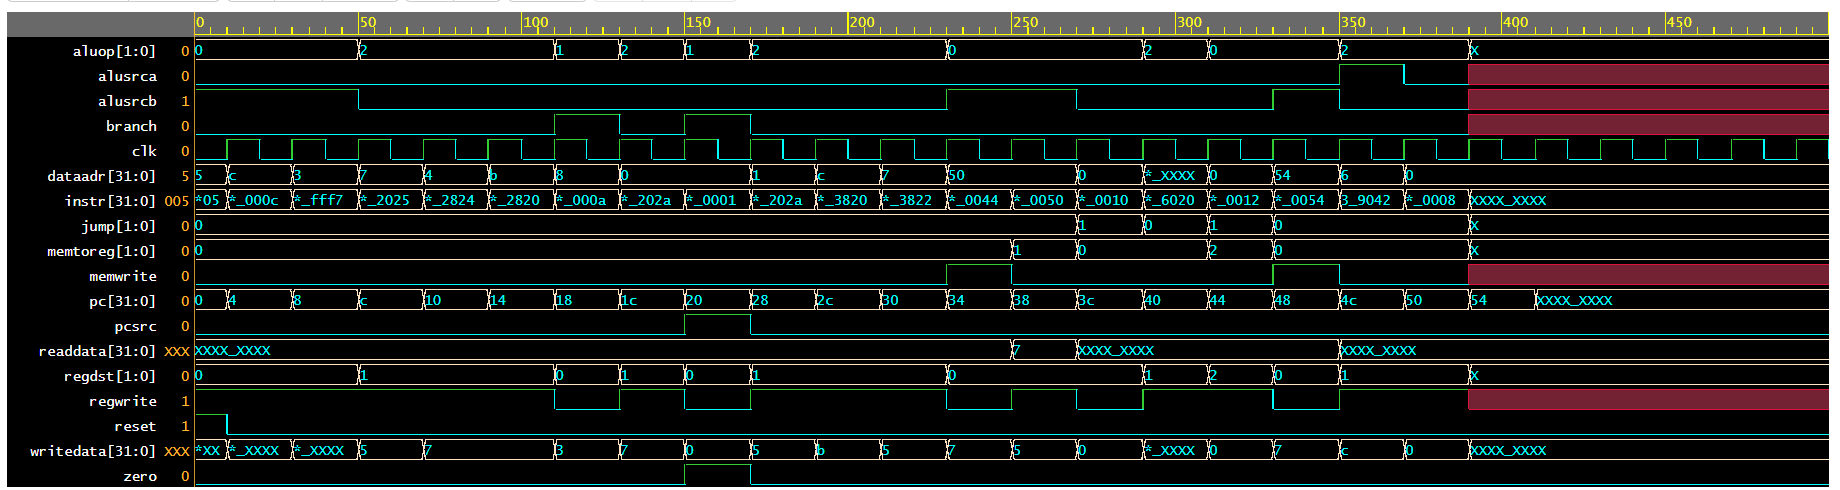 0 50 100 150 200 250 300 350 400 450
aluop[1:0] 0 0 2 1 2 1 2 0 2 0 2 X
alusrca 0
alusrcb 1
branch 0
clk 0
dataadr[31:0] 5 5 c 3 7 4 b 8 0 1 c 7 50 0 *_XXXX 0 54 6 0
instr[31:0] 005 *05 *_000c *_fff7 *_2025 *_2824 *_2820 *_000a *_202a *_0001 *_202a *_3820 *_3822 *_0044 *_0050 *_0010 *_6020 *_0012 *_0054 3_9042 *_0008 XXXX_XXXX
jump[1:0] 0 0 1 0 1 0 X
memtoreg[1:0] 0 0 1 0 2 0 X
memwrite 0
pc[31:0] 0 0 4 8 c 10 14 18 1c 20 28 2c 30 34 38 3c 40 44 48 4c 50 54 XXXX_XXXX
pcsrc 0
readdata[31:0] XXX XXXX_XXXX 7 XXXX_XXXX XXXX_XXXX
regdst[1:0] 0 0 1 0 1 0 1 0 1 2 0 1 X
regwrite 1
reset 1
writedata[31:0] XXX *XX *_XXXX *_XXXX 5 7 3 7 0 5 b 5 7 5 0 *_XXXX 0 7 c 0 XXXX_XXXX
zero 0